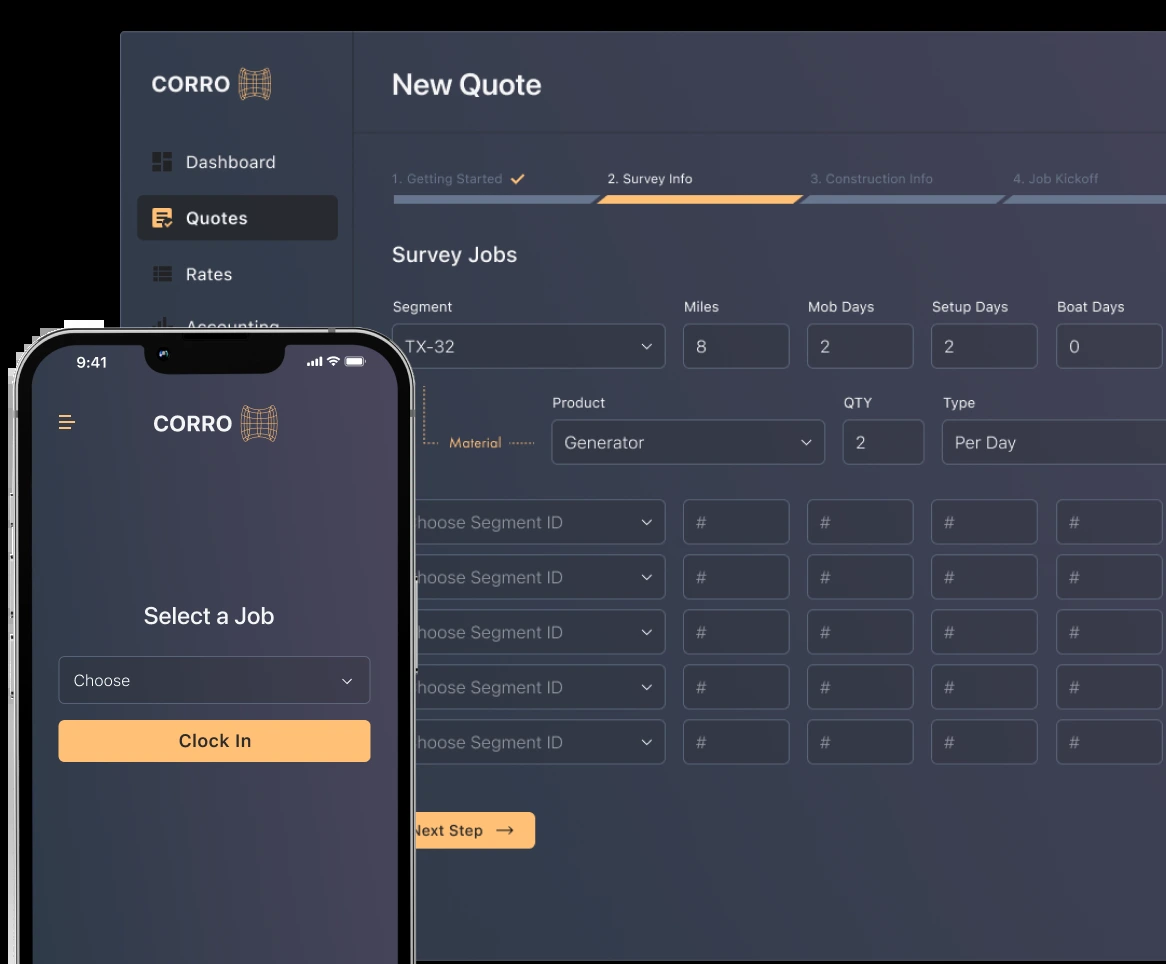 CORRO
New Quote
Dashboard
Quotes
Rates
Accounting
1. Getting Started
2. Survey Info
3. Construction Info
4. Job Kickoff
Survey Jobs
Segment Miles Mob Days Setup Days Boat Days
TX-32 8 2 2 0
Product QTY Type
Material Generator 2 Per Day
hoose Segment ID # # # #
hoose Segment ID # # # #
hoose Segment ID # # # #
hoose Segment ID # # # #
hoose Segment ID # # # #
Next Step
9:41
CORRO
Select a Job
Choose
Clock In